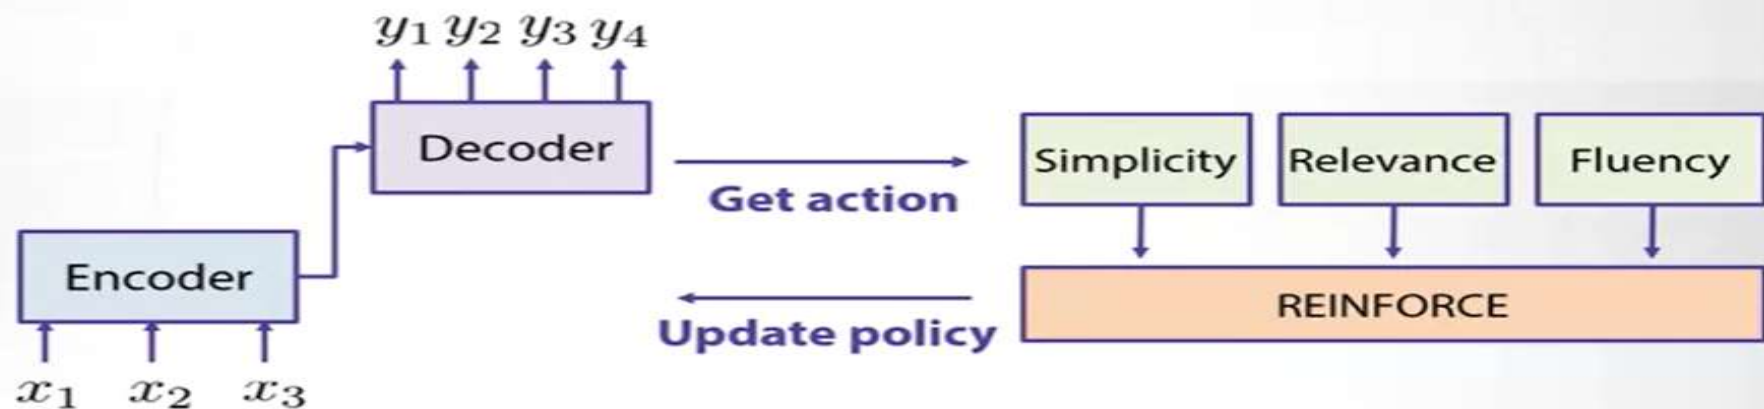 y₁ y₂ y₃ y₄
Decoder
Encoder
x₁ x₂ x₃
Get action
Update policy
Simplicity Relevance Fluency
REINFORCE